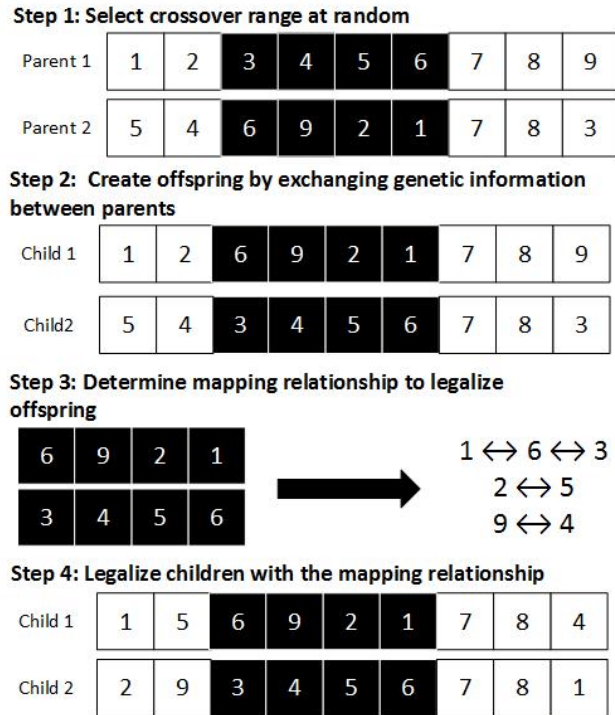 Step 1: Select crossover range at random
Parent 1 1 2 3 4 5 6 7 8 9
Parent 2 5 4 6 9 2 1 7 8 3
Step 2: Create offspring by exchanging genetic information
between parents
Child 1 1 2 6 9 2 1 7 8 9
Child2 5 4 3 4 5 6 7 8 3
Step 3: Determine mapping relationship to legalize
offspring
6 9 2 1
3 4 5 6
1 ↔ 6 ↔ 3
2 ↔ 5
9 ↔ 4
Step 4: Legalize children with the mapping relationship
Child 1 1 5 6 9 2 1 7 8 4
Child 2 2 9 3 4 5 6 7 8 1